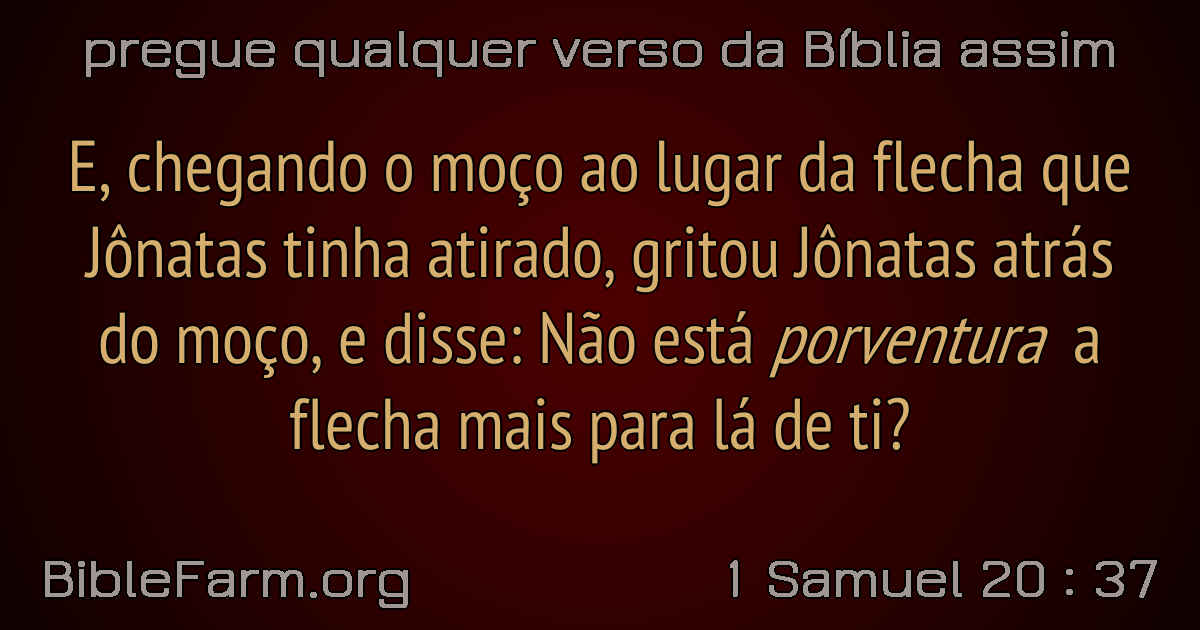 pregue qualquer verso da Bíblia assim
E, chegando o moço ao lugar da flecha que
Jônatas tinha atirado, gritou Jônatas atrás
do moço, e disse: Não está porventura a
flecha mais para lá de ti?
BibleFarm.org
1 Samuel 20 : 37